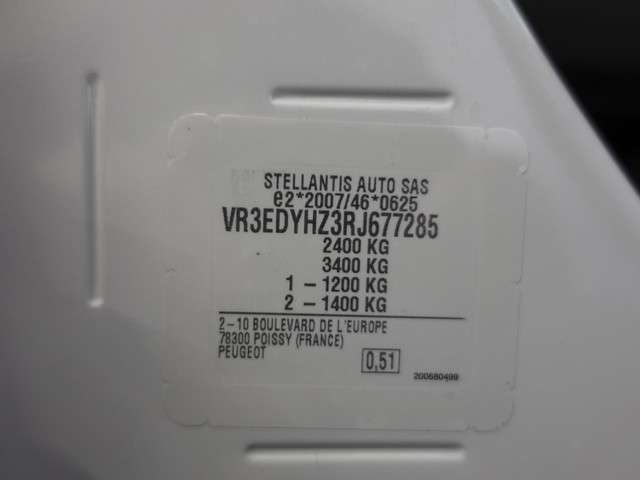 STELLANTIS AUTO SAS
e2*2007/46*0625
VR3EDYHZ3RJ677285
2400 KG
3400 KG
1 – 1200 KG
2 – 1400 KG
2–10 BOULEVARD DE L'EUROPE
78300 POISSY (FRANCE)
PEUGEOT
0,51
200680499